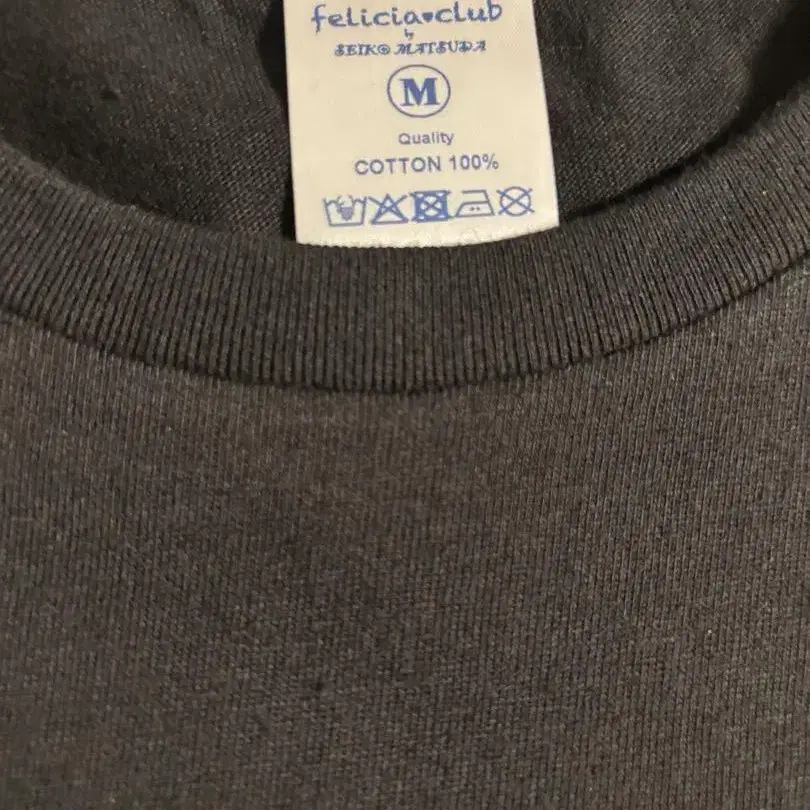 felicia♥club
by
SEIKO MATSUDA
M
Quality
COTTON 100%